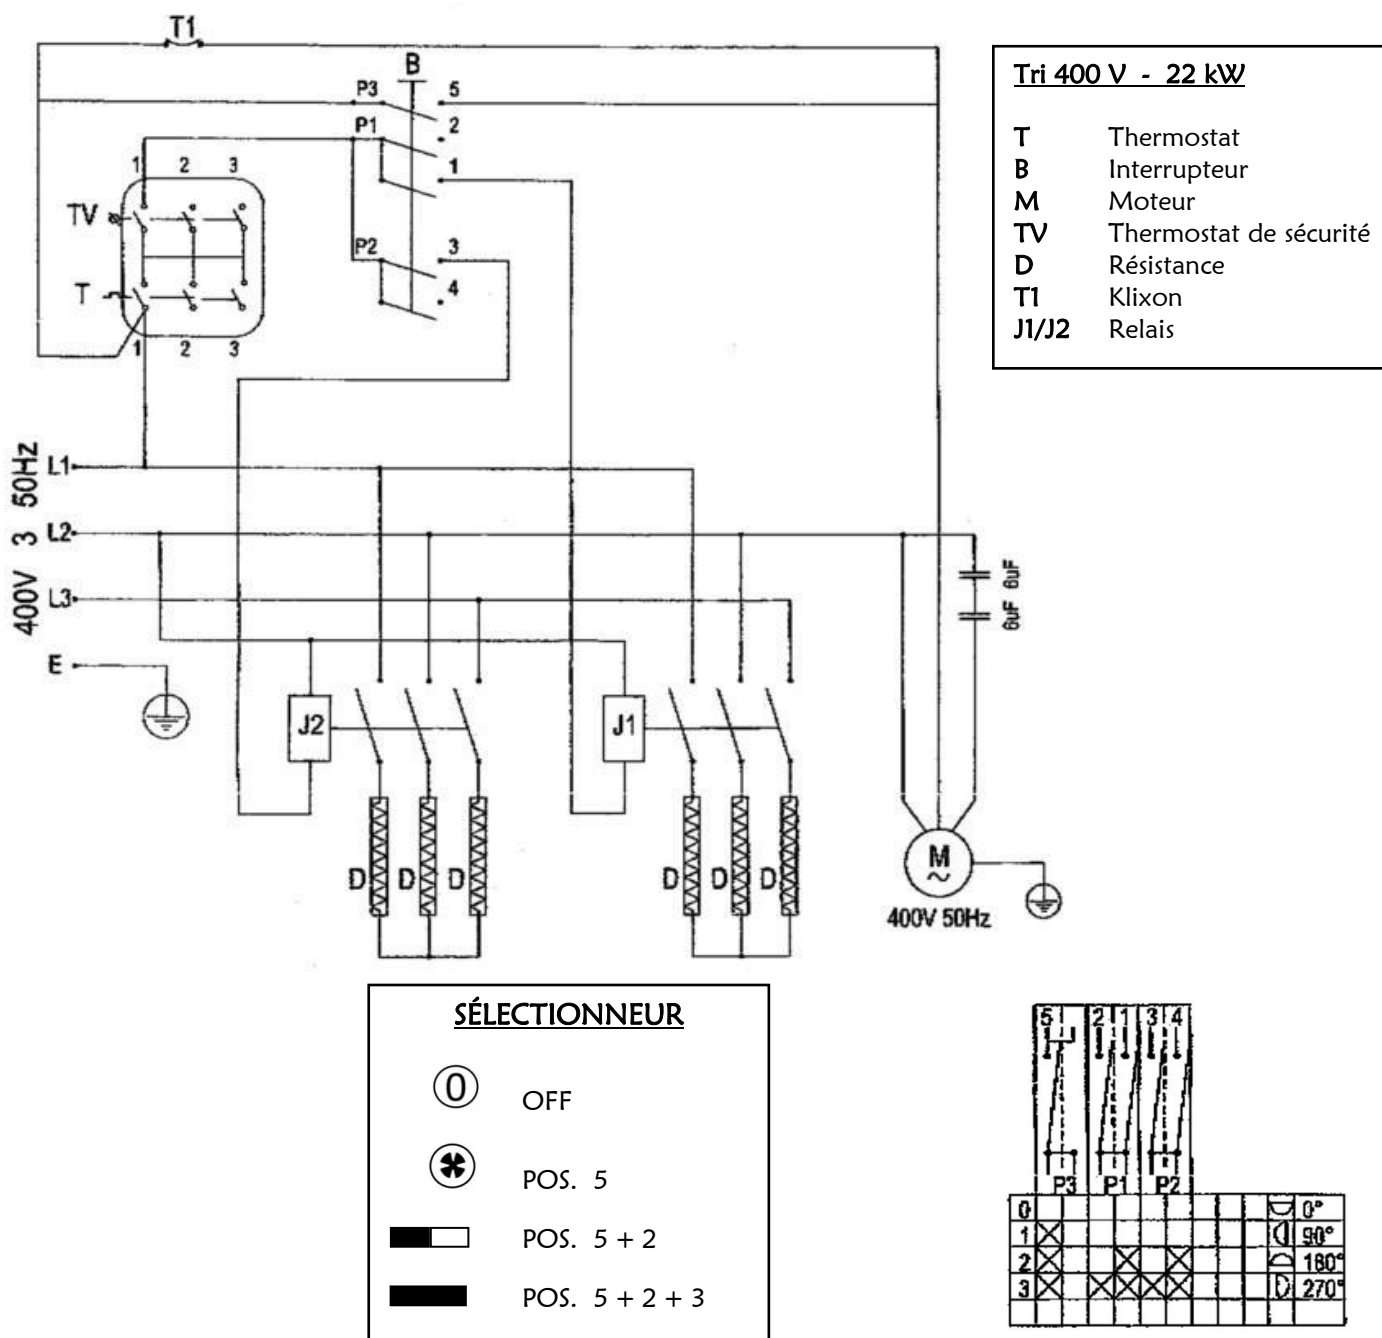 T1
B
P3 5
P1 2
1
1 2 3
TV
P2 3
T 4
1 2 3
Tri 400 V - 22 kW
T Thermostat
B Interrupteur
M Moteur
TV Thermostat de sécurité
D Résistance
T1 Klixon
J1/J2 Relais
400V 3 50Hz
L1
L2
L3
E
6uF
6uF
J2
J1
D D D
D D D
M
~
400V 50Hz
SÉLECTIONNEUR
0 OFF
POS. 5
POS. 5 + 2
POS. 5 + 2 + 3
5 2 1 3 4
P3 P1 P2
0 0°
1 90°
2 180°
3 270°